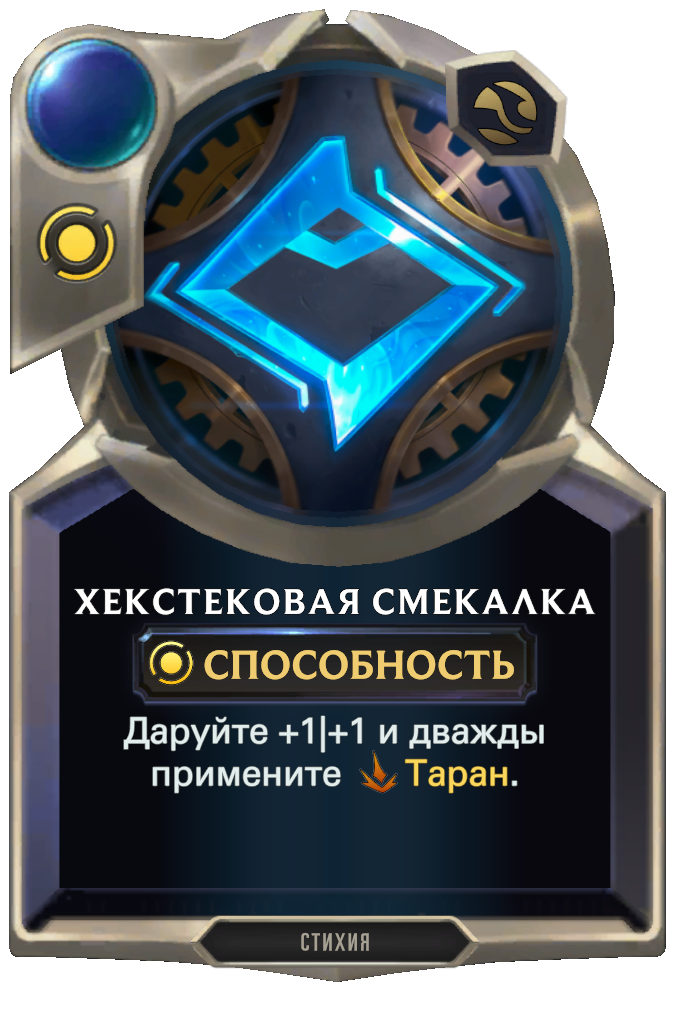 ХЕКСТЕКОВАЯ СМЕКАЛКА
СПОСОБНОСТЬ
Даруйте +1|+1 и дважды
примените Таран.
СТИХИЯ